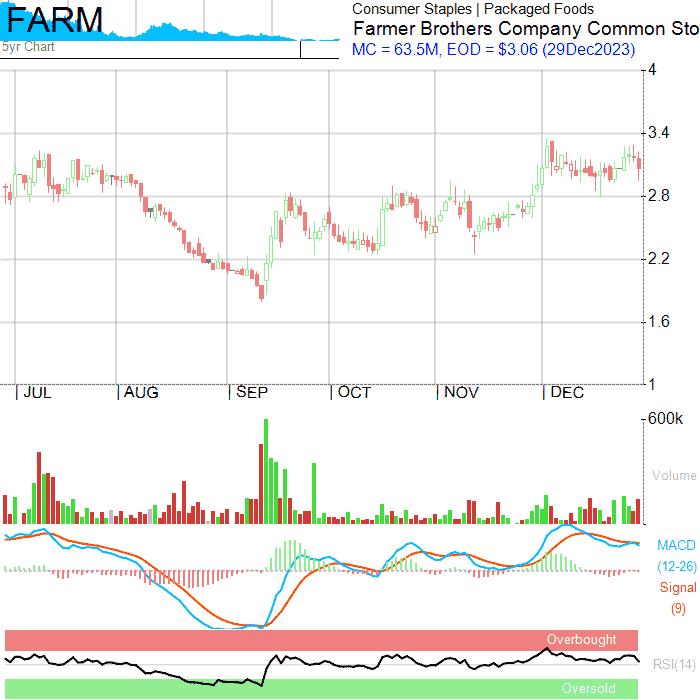 FARM
5yr Chart
Consumer Staples | Packaged Foods
Farmer Brothers Company Common Sto
MC = 63.5M, EOD = $3.06 (29Dec2023)
4
3.4
2.8
2.2
1.6
1
JUL AUG SEP OCT NOV DEC
600k
Volume
MACD
(12-26)
Signal
(9)
Overbought
RSI(14)
Oversold